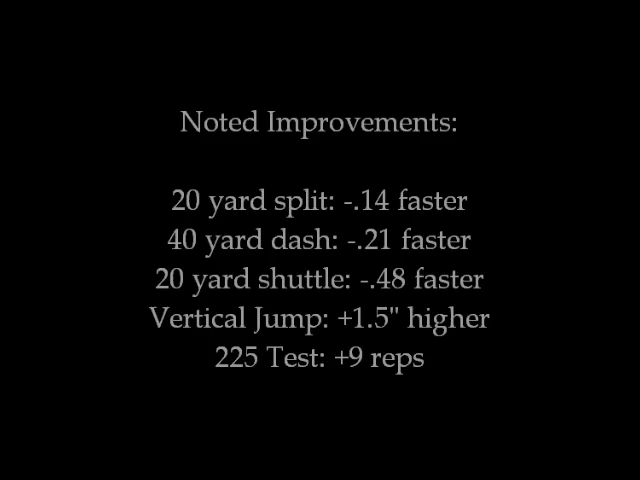 Noted Improvements:
20 yard split: -.14 faster
40 yard dash: -.21 faster
20 yard shuttle: -.48 faster
Vertical Jump: +1.5" higher
225 Test: +9 reps